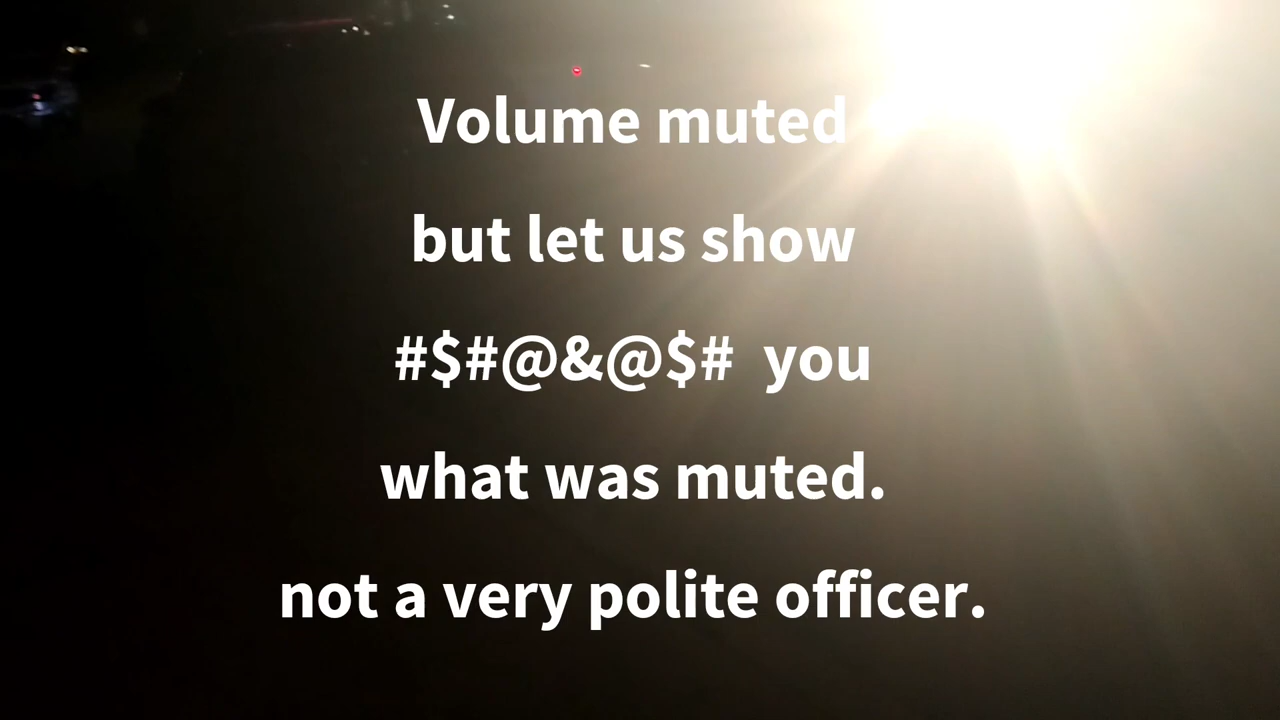 Volume muted
but let us show
#$#@&@$# you
what was muted.
not a very polite officer.